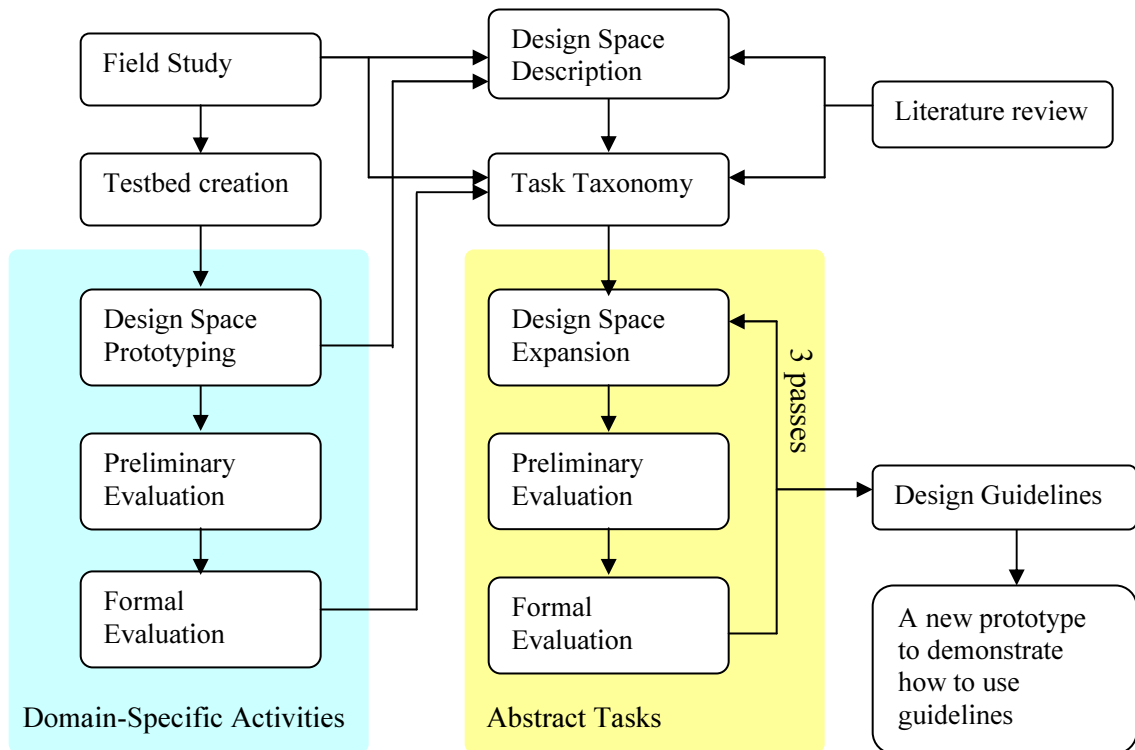 Field Study
Design Space
Description
Literature review
Testbed creation
Task Taxonomy
Design Space
Prototyping
Preliminary
Evaluation
Formal
Evaluation
Domain-Specific Activities
Design Space
Expansion
3 passes
Preliminary
Evaluation
Formal
Evaluation
Abstract Tasks
Design Guidelines
A new prototype
to demonstrate
how to use
guidelines